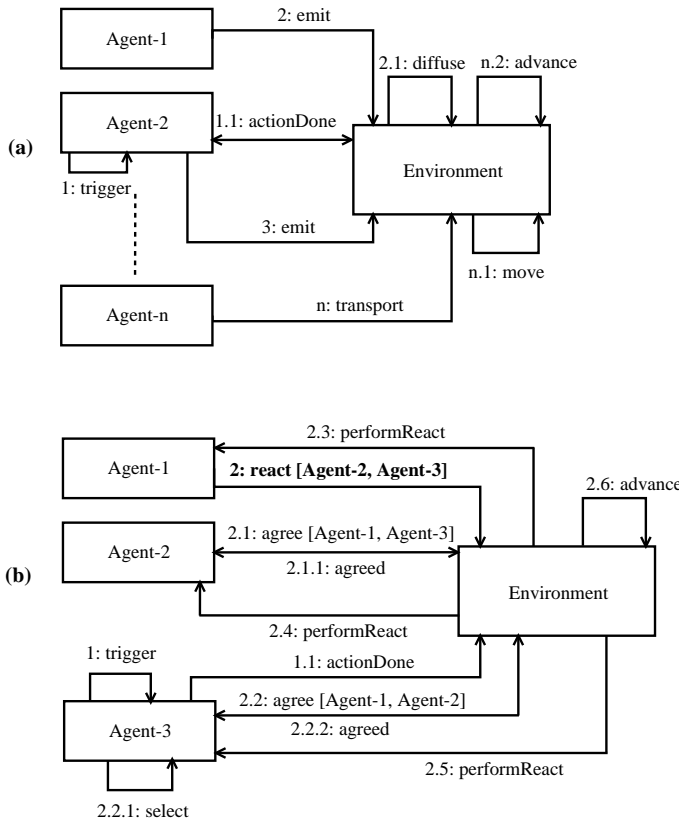 2: emit
Agent-1
2.1: diffuse
n.2: advance
Agent-2
1.1: actionDone
(a)
Environment
1: trigger
3: emit
n.1: move
Agent-n
n: transport
2.3: performReact
Agent-1
2: react [Agent-2, Agent-3]
2.6: advance
2.1: agree [Agent-1, Agent-3]
Agent-2
2.1.1: agreed
(b)
Environment
2.4: performReact
1: trigger
1.1: actionDone
2.2: agree [Agent-1, Agent-2]
Agent-3
2.2.2: agreed
2.5: performReact
2.2.1: select